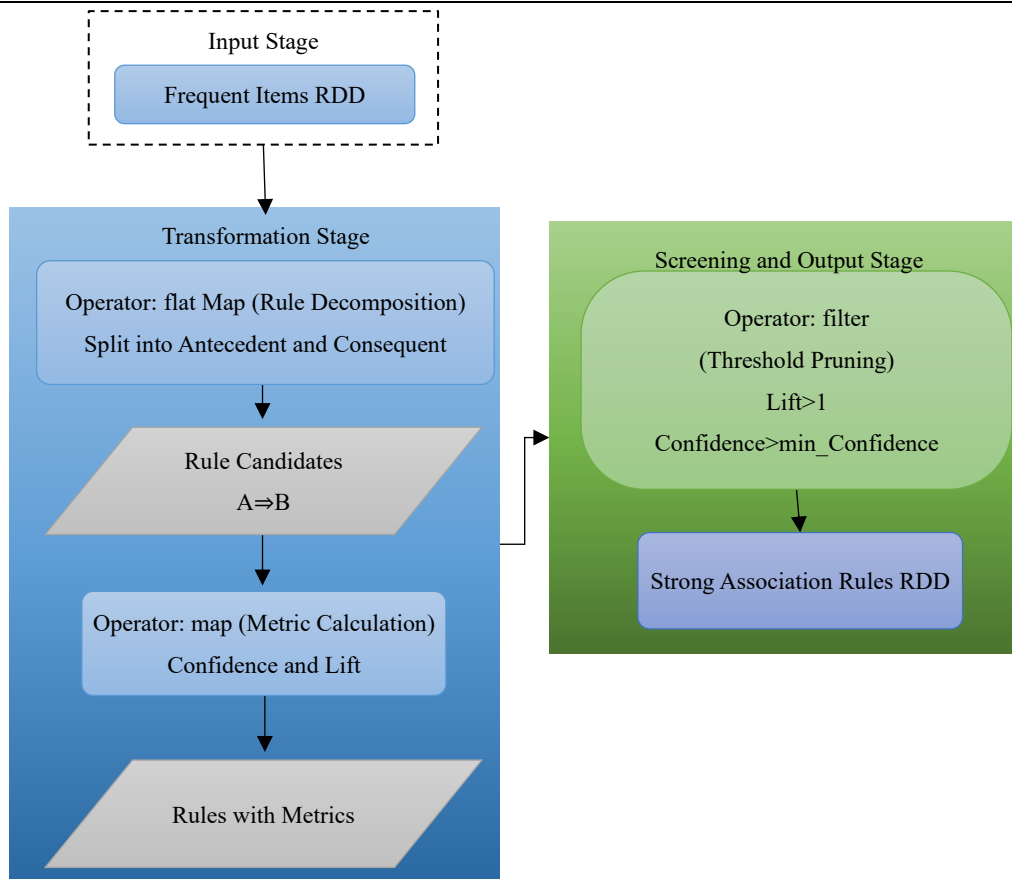 Input Stage
Frequent Items RDD
Transformation Stage
Operator: flat Map (Rule Decomposition)
Split into Antecedent and Consequent
Rule Candidates
A⇒B
Operator: map (Metric Calculation)
Confidence and Lift
Rules with Metrics
Screening and Output Stage
Operator: filter
(Threshold Pruning)
Lift>1
Confidence>min_Confidence
Strong Association Rules RDD